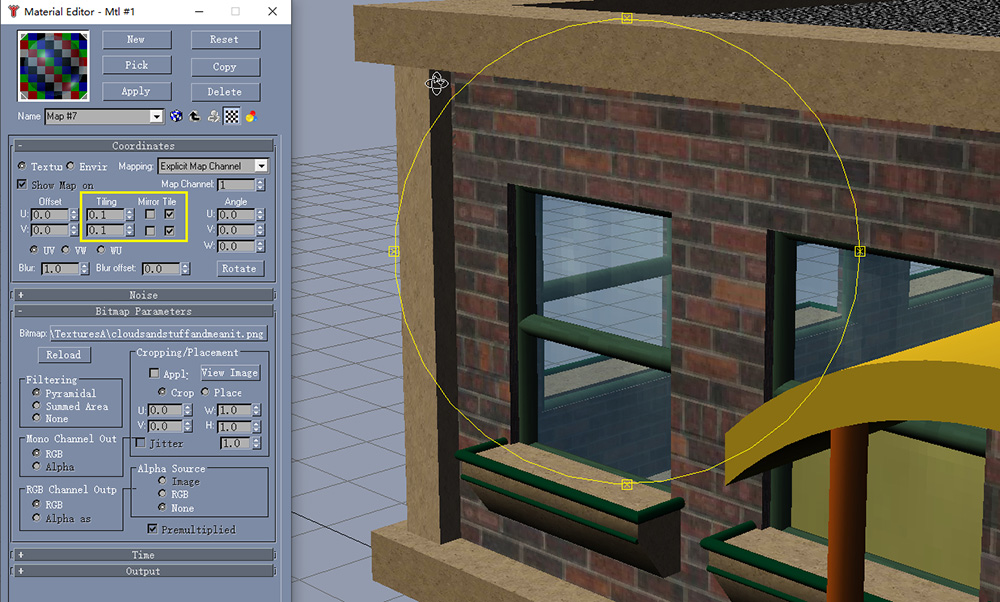 Material Editor - Mtl #1
New Reset
Pick Copy
Apply Delete
Name Map #7
- Coordinates
Textu Envir Mapping: Explicit Map Channel
Show Map on Map Channel: 1
Offset Tiling Mirror Tile Angle
U: 0.0 0.1 U: 0.0
V: 0.0 0.1 V: 0.0
W: 0.0
UV VW WU
Blur: 1.0 Blur offset: 0.0 Rotate
+ Noise
- Bitmap Parameters
Bitmap: \TexturesA\cloudsandstuffandmeanit.png
Reload
Cropping/Placement
Apply View Image
Crop Place
U: 0.0 W: 1.0
V: 0.0 H: 1.0
Jitter 1.0
Filtering
Pyramidal
Summed Area
None
Mono Channel Out
RGB
Alpha
RGB Channel Outp
RGB
Alpha as
Alpha Source
Image
RGB
None
Premultiplied
+ Time
+ Output